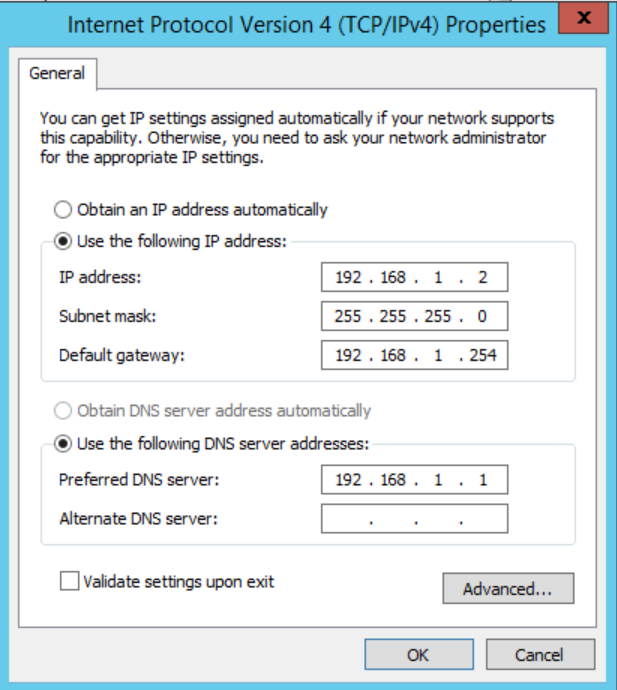 Internet Protocol Version 4 (TCP/IPv4) Properties
x
General
You can get IP settings assigned automatically if your network supports
this capability. Otherwise, you need to ask your network administrator
for the appropriate IP settings.
Obtain an IP address automatically
Use the following IP address:
IP address: 192 . 168 . 1 . 2
Subnet mask: 255 . 255 . 255 . 0
Default gateway: 192 . 168 . 1 . 254
Obtain DNS server address automatically
Use the following DNS server addresses:
Preferred DNS server: 192 . 168 . 1 . 1
Alternate DNS server: . . .
Validate settings upon exit
Advanced...
OK Cancel